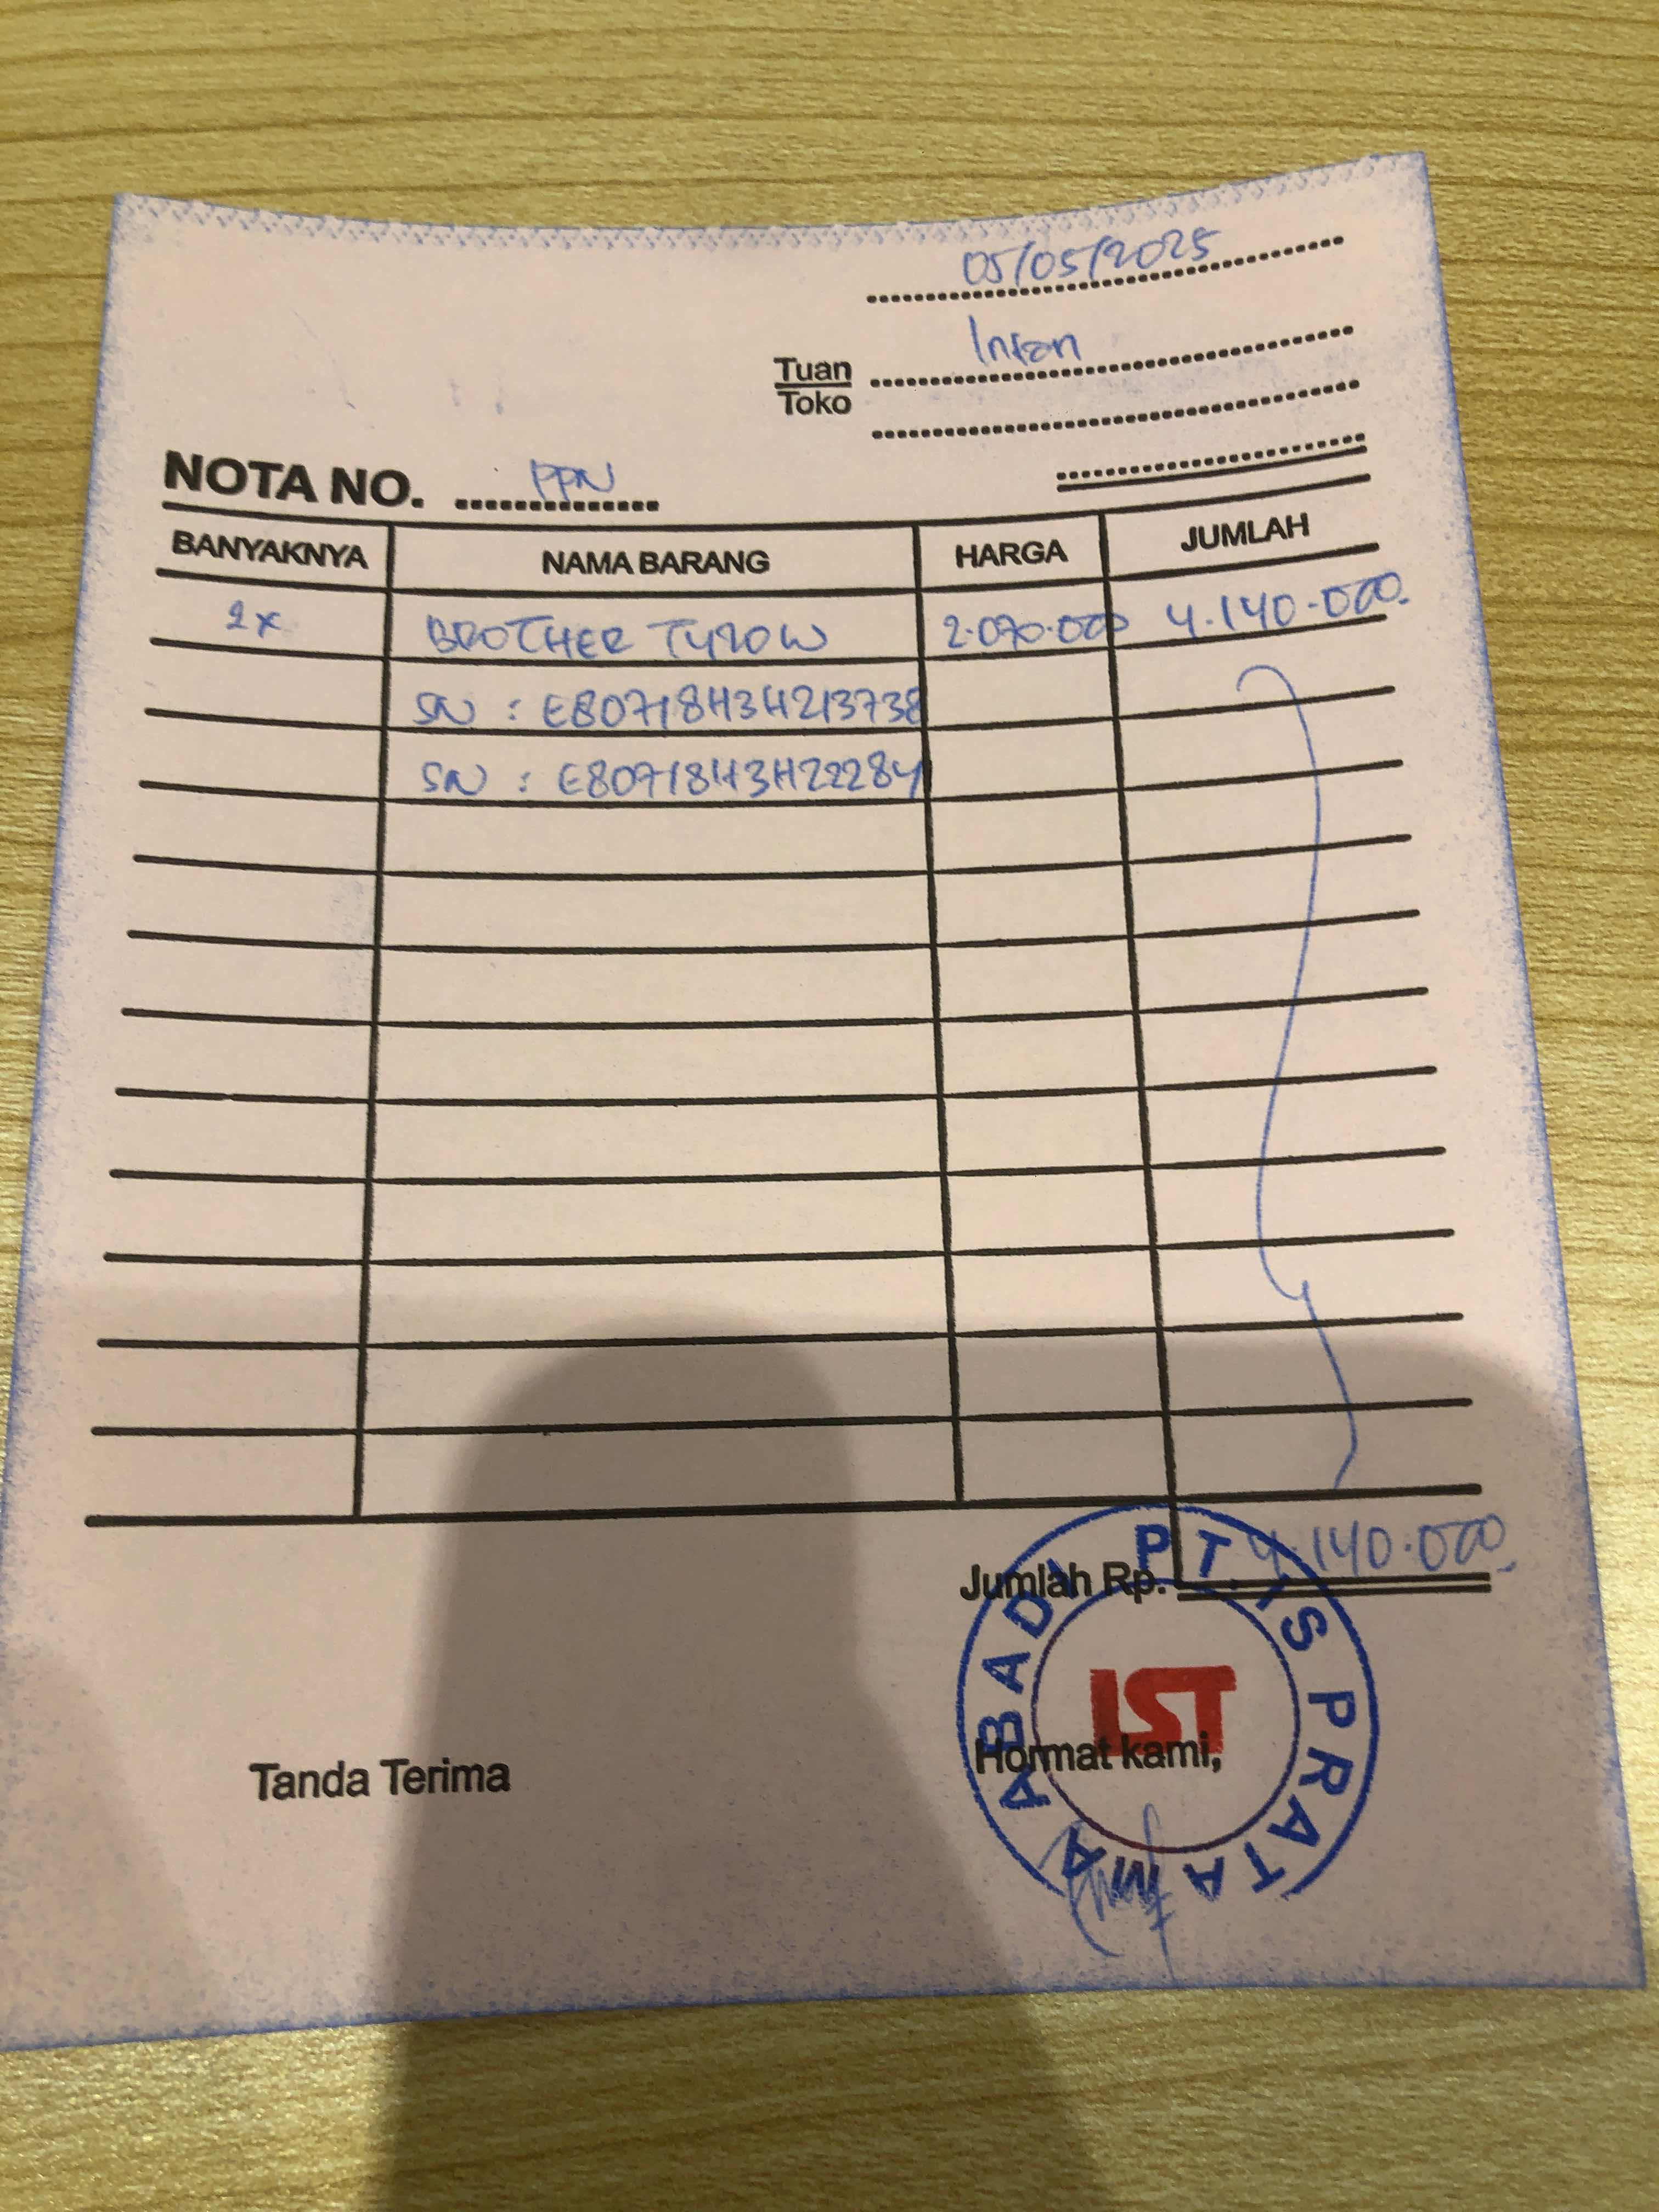 05/05/2025
Tuan
Toko
Intan
NOTA NO. PPN
BANYAKNYA NAMA BARANG HARGA JUMLAH
2x BROTHER T420W 2.070.000 4.140.000.
SN : E80718H3H213738
SN : E80718H3H22284
Jumlah Rp. 4.140.000
PT. IS PRATAMA ABADI
IST
Tanda Terima Hormat kami,